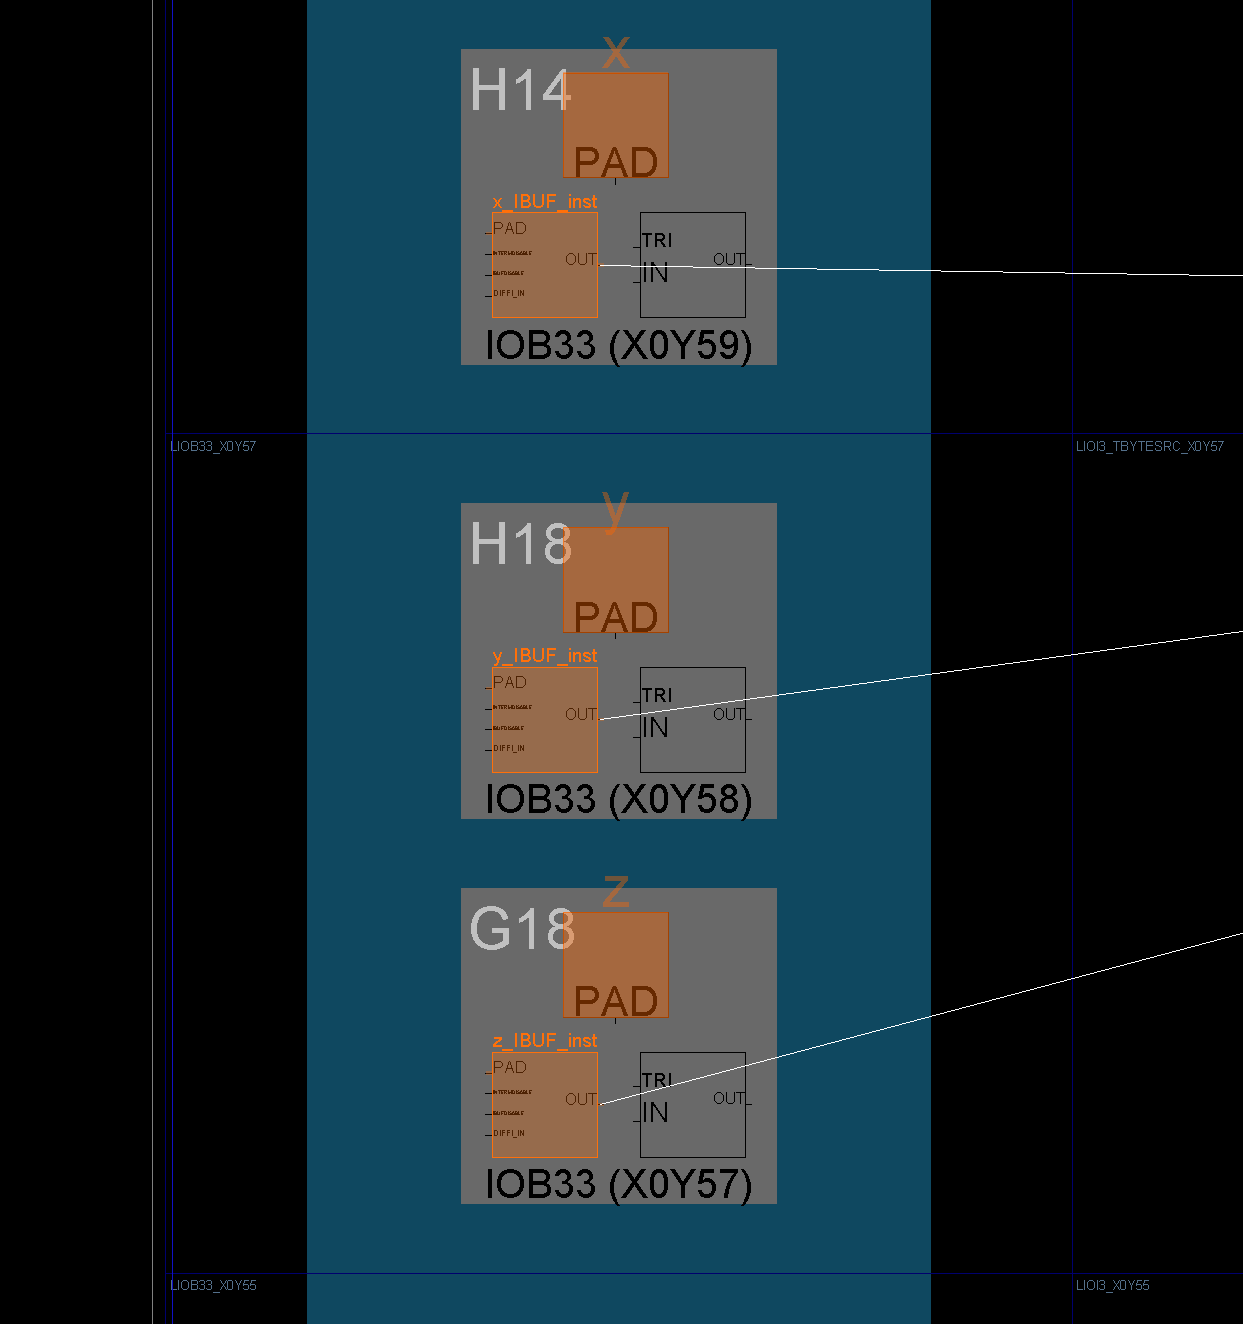 x
H14
PAD
x_IBUF_inst
PAD
INTERMDISABLE
IBUFDISABLE
DIFFI_IN
OUT
TRI
IN
OUT
IOB33 (X0Y59)
LIOB33_X0Y57
LIOI3_TBYTESRC_X0Y57
y
H18
PAD
y_IBUF_inst
PAD
INTERMDISABLE
IBUFDISABLE
DIFFI_IN
OUT
TRI
IN
OUT
IOB33 (X0Y58)
z
G18
PAD
z_IBUF_inst
PAD
INTERMDISABLE
IBUFDISABLE
DIFFI_IN
OUT
TRI
IN
OUT
IOB33 (X0Y57)
LIOB33_X0Y55
LIOI3_X0Y55